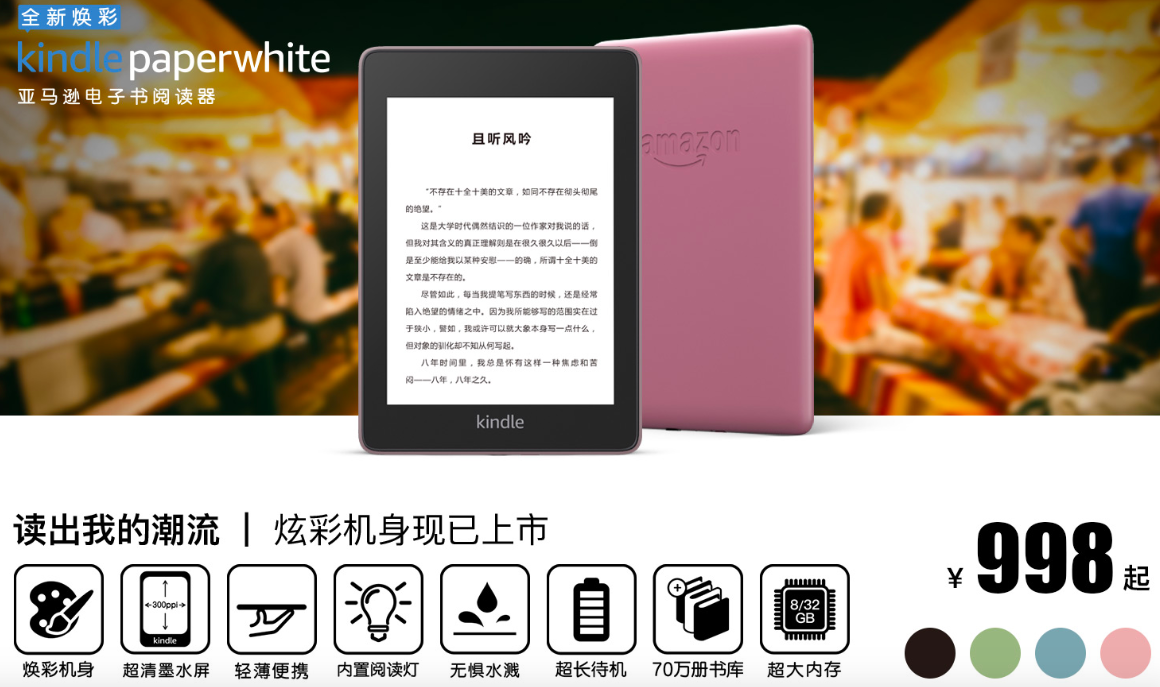 全新焕彩
kindle paperwhite
亚马逊电子书阅读器
amazon
且听风吟
“不存在十全十美的文章，如同不存在彻头彻尾
的绝望。”
这是大学时代偶然结识的一位作家对我说的话，
但我对其含义的真正理解则是在很久很久以后——倒
是至少能给我以某种安慰——的确，所谓十全十美的
文章是不存在的。
尽管如此，每当我提笔写东西的时候，还是经常
陷入绝望的情绪之中。因为我所能够写的范围实在过
于狭小，譬如，我或许可以就大象本身写一点什么，
但对象的驯化却不知从何写起。
八年时间里，我总是怀有这样一种焦虑和苦
闷——八年，八年之久。
kindle
读出我的潮流 | 炫彩机身现已上市
¥ 998 起
300ppi
kindle
8/32
GB
焕彩机身 超清墨水屏 轻薄便携 内置阅读灯 无惧水溅 超长待机 70万册书库 超大内存